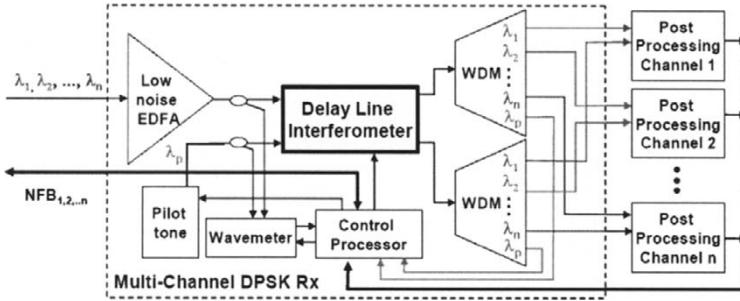 λ1, λ2, ..., λn
Low
noise
EDFA
λp
Delay Line
Interferometer
WDM
λ1
λ2
⋮
λn
λp
WDM
λ1
λ2
⋮
λn
λp
Post
Processing
Channel 1
Post
Processing
Channel 2
⋮
Post
Processing
Channel n
NFB1,2,..n
Pilot
tone
Wavemeter
Control
Processor
Multi-Channel DPSK Rx